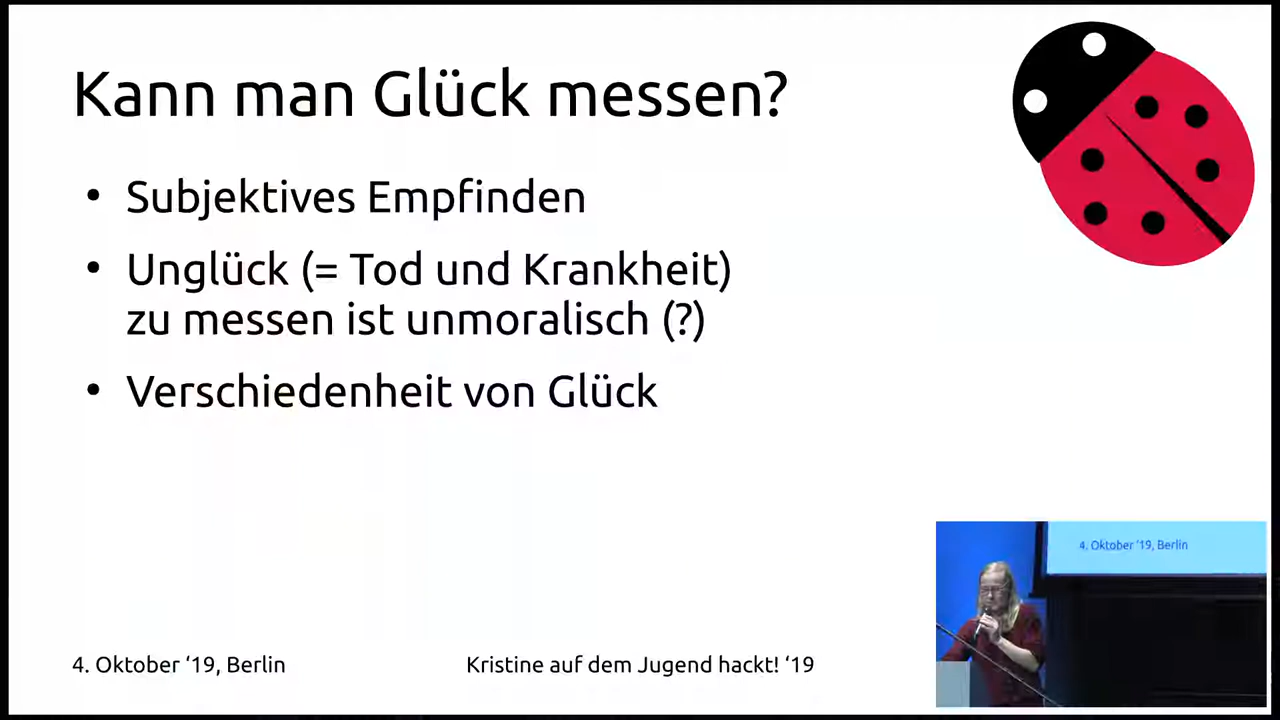 Kann man Glück messen?
• Subjektives Empfinden
• Unglück (= Tod und Krankheit)
zu messen ist unmoralisch (?)
• Verschiedenheit von Glück
4. Oktober ‘19, Berlin
4. Oktober ‘19, Berlin
Kristine auf dem Jugend hackt! ‘19